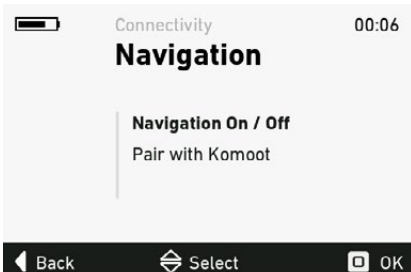 Connectivity 00:06
Navigation
Navigation On / Off
Pair with Komoot
Back Select OK